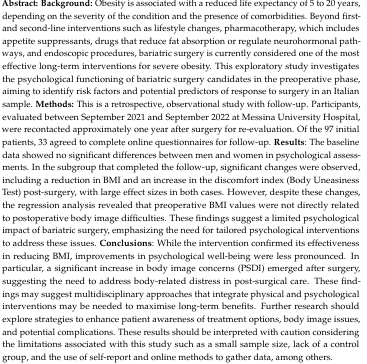 Abstract: Background: Obesity is associated with a reduced life expectancy of 5 to 20 years,
depending on the severity of the condition and the presence of comorbidities. Beyond first-
and second-line interventions such as lifestyle changes, pharmacotherapy, which includes
appetite suppressants, drugs that reduce fat absorption or regulate neurohormonal path-
ways, and endoscopic procedures, bariatric surgery is currently considered one of the most
effective long-term interventions for severe obesity. This exploratory study investigates
the psychological functioning of bariatric surgery candidates in the preoperative phase,
aiming to identify risk factors and potential predictors of response to surgery in an Italian
sample. Methods: This is a retrospective, observational study with follow-up. Participants,
evaluated between September 2021 and September 2022 at Messina University Hospital,
were recontacted approximately one year after surgery for re-evaluation. Of the 97 initial
patients, 33 agreed to complete online questionnaires for follow-up. Results: The baseline
data showed no significant differences between men and women in psychological assess-
ments. In the subgroup that completed the follow-up, significant changes were observed,
including a reduction in BMI and an increase in the discomfort index (Body Uneasiness
Test) post-surgery, with large effect sizes in both cases. However, despite these changes,
the regression analysis revealed that preoperative BMI values were not directly related
to postoperative body image difficulties. These findings suggest a limited psychological
impact of bariatric surgery, emphasizing the need for tailored psychological interventions
to address these issues. Conclusions: While the intervention confirmed its effectiveness
in reducing BMI, improvements in psychological well-being were less pronounced. In
particular, a significant increase in body image concerns (PSDI) emerged after surgery,
suggesting the need to address body-related distress in post-surgical care. These find-
ings may suggest multidisciplinary approaches that integrate physical and psychological
interventions may be needed to maximise long-term benefits. Further research should
explore strategies to enhance patient awareness of treatment options, body image issues,
and potential complications. These results should be interpreted with caution considering
the limitations associated with this study such as a small sample size, lack of a control
group, and the use of self-report and online methods to gather data, among others.